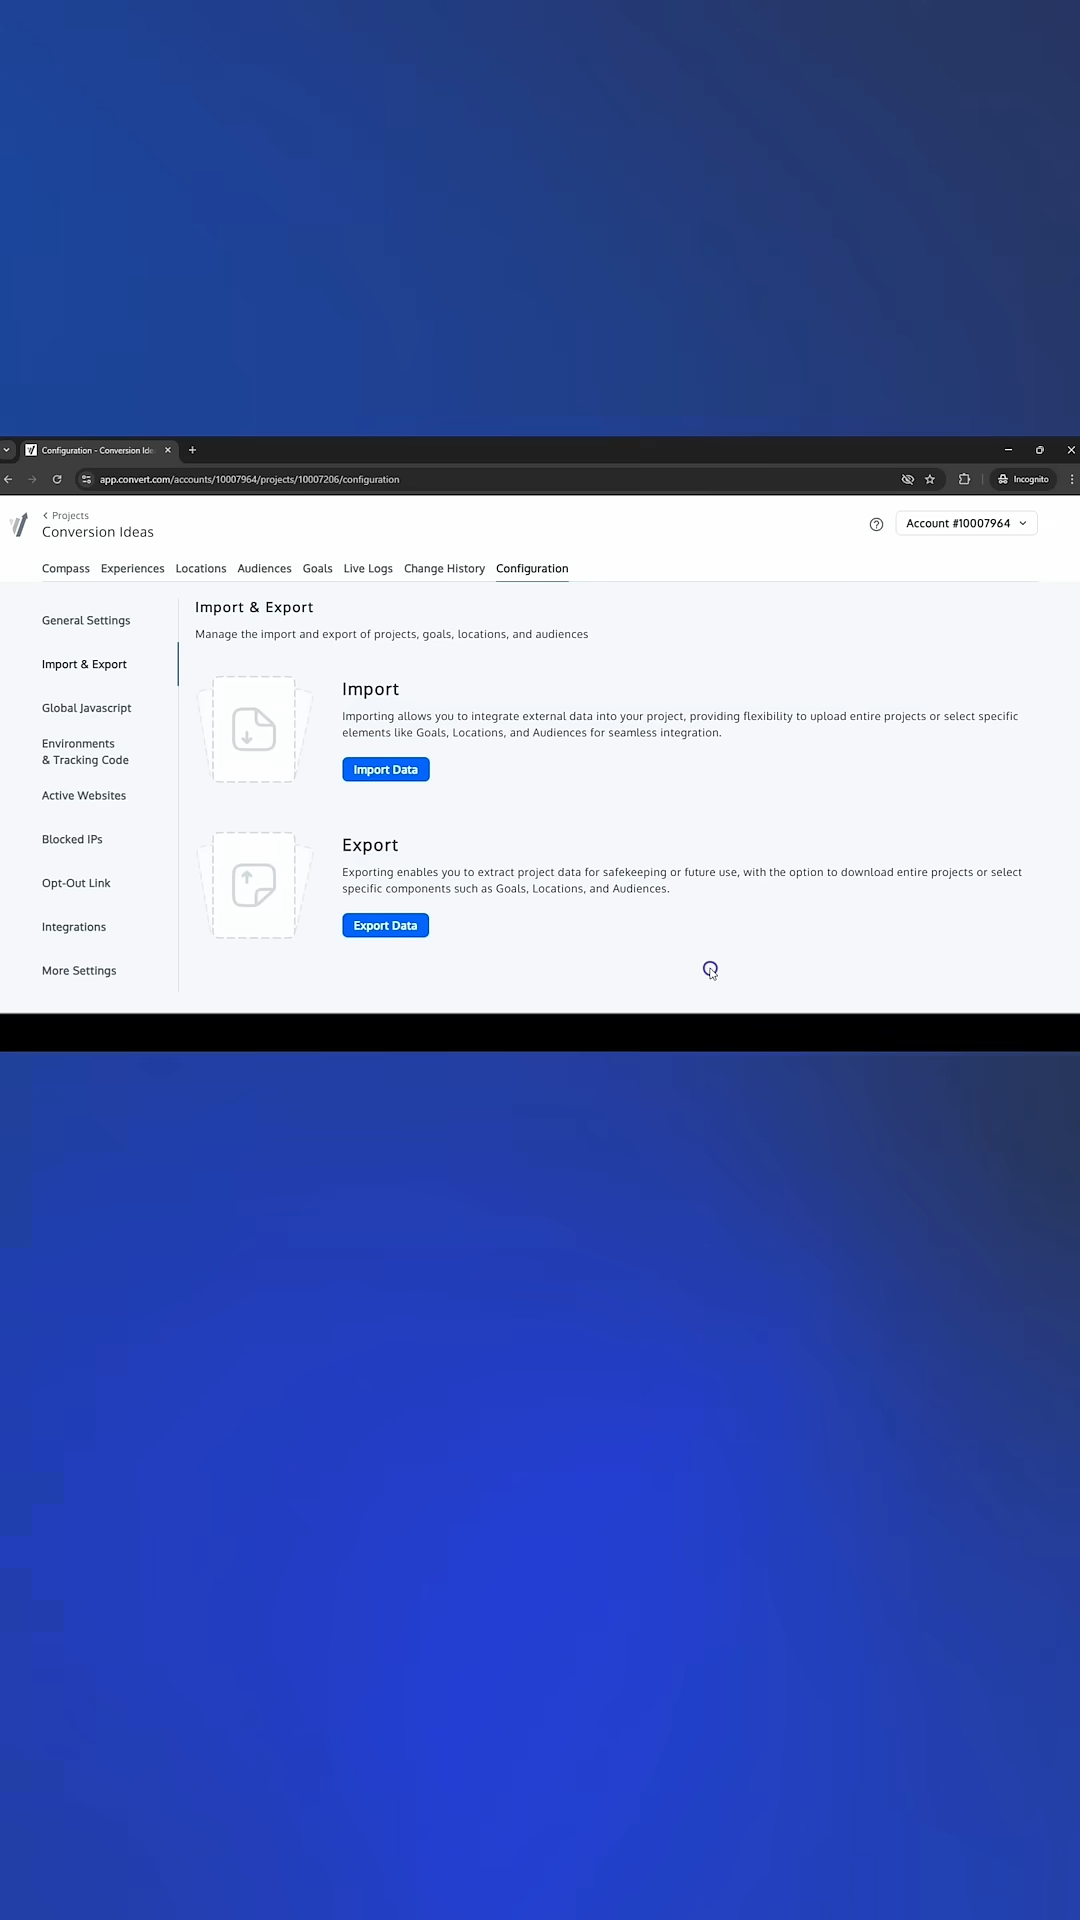 Configuration - Conversion Ide
app.convert.com/accounts/10007964/projects/10007206/configuration
Incognito
Projects
Conversion Ideas
Account #10007964
Compass Experiences Locations Audiences Goals Live Logs Change History Configuration
General Settings
Import & Export
Global Javascript
Environments
& Tracking Code
Active Websites
Blocked IPs
Opt-Out Link
Integrations
More Settings
Import & Export
Manage the import and export of projects, goals, locations, and audiences
Import
Importing allows you to integrate external data into your project, providing flexibility to upload entire projects or select specific
elements like Goals, Locations, and Audiences for seamless integration.
Import Data
Export
Exporting enables you to extract project data for safekeeping or future use, with the option to download entire projects or select
specific components such as Goals, Locations, and Audiences.
Export Data